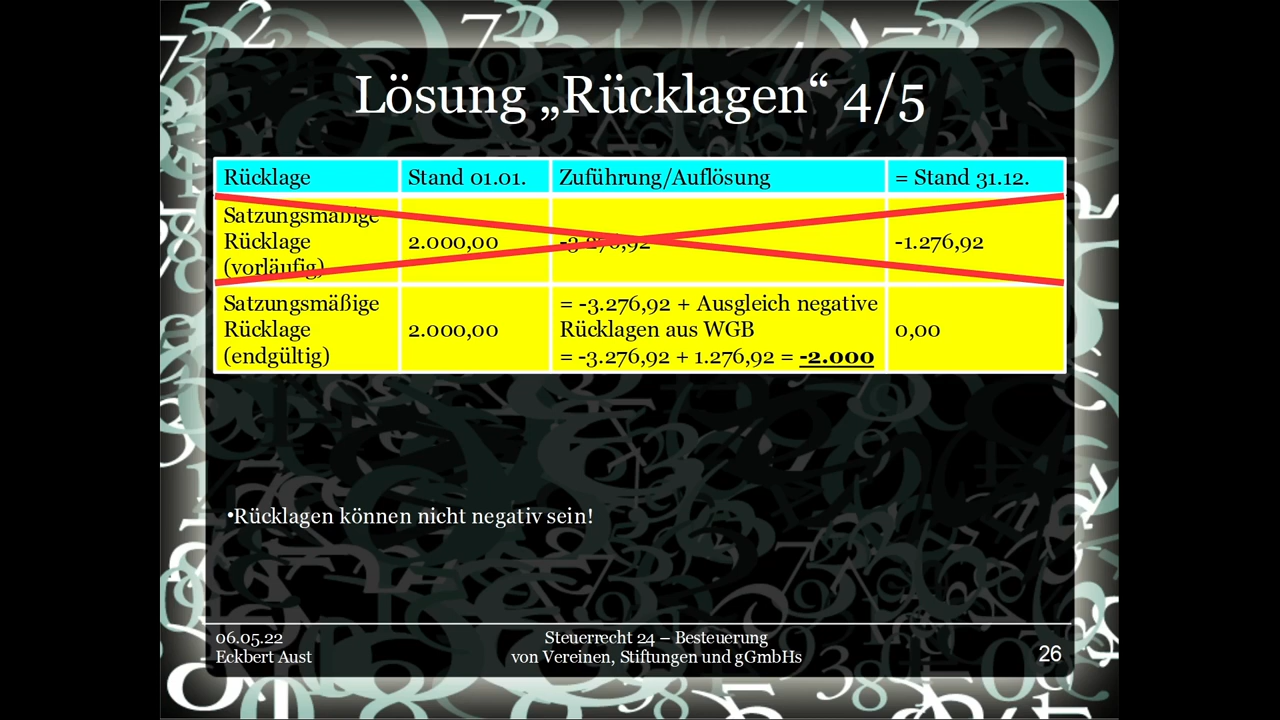 Lösung „Rücklagen“ 4/5
Rücklage Stand 01.01. Zuführung/Auflösung = Stand 31.12.
Satzungsmäßige
Rücklage 2.000,00 -3.276,92 -1.276,92
(vorläufig)
Satzungsmäßige = -3.276,92 + Ausgleich negative
Rücklage 2.000,00 Rücklagen aus WGB 0,00
(endgültig) = -3.276,92 + 1.276,92 = -2.000
•Rücklagen können nicht negativ sein!
06.05.22 Steuerrecht 24 – Besteuerung
Eckbert Aust von Vereinen, Stiftungen und gGmbHs 26